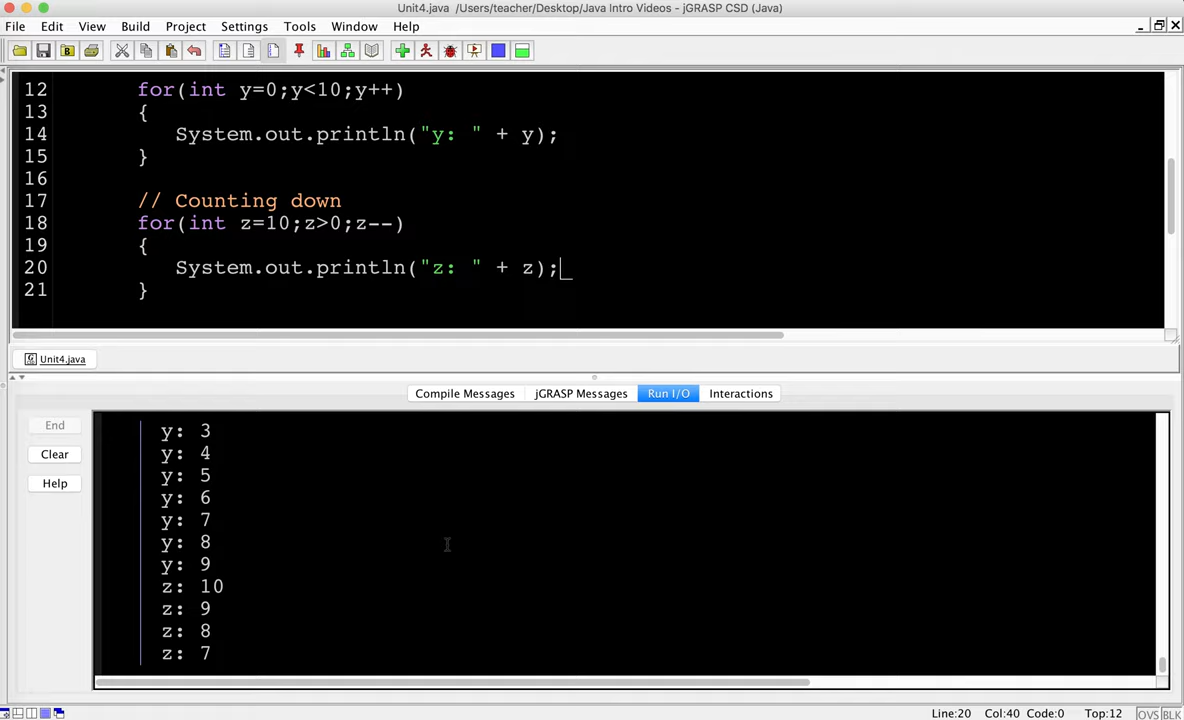 Unit4.java /Users/teacher/Desktop/Java Intro Videos - jGRASP CSD (Java)
File Edit View Build Project Settings Tools Window Help
12 for(int y=0;y<10;y++)
13 {
14 System.out.println("y: " + y);
15 }
16
17 // Counting down
18 for(int z=10;z>0;z--)
19 {
20 System.out.println("z: " + z);
21 }
Unit4.java
Compile Messages jGRASP Messages Run I/O Interactions
End
Clear
Help
y: 3
y: 4
y: 5
y: 6
y: 7
y: 8
y: 9
z: 10
z: 9
z: 8
z: 7
Line:20 Col:40 Code:0 Top:12 OVS BLK